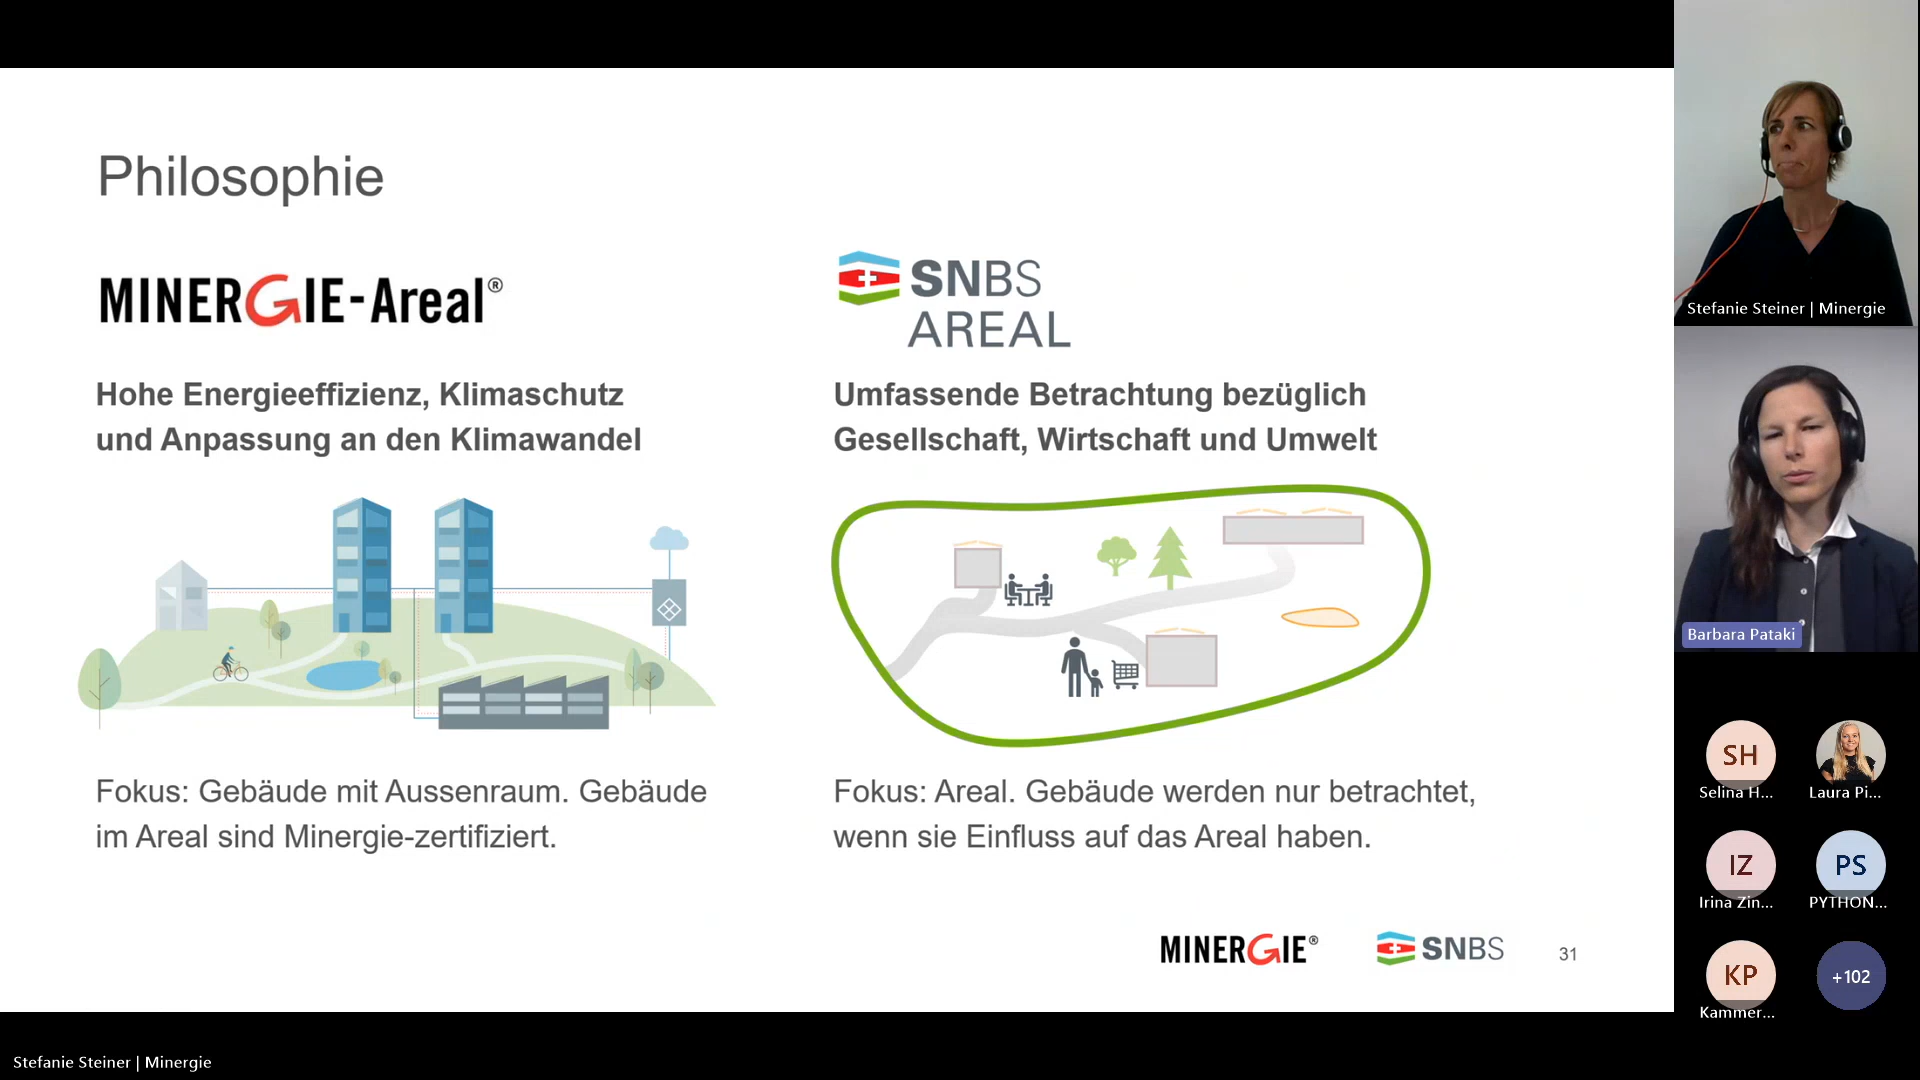 Philosophie
MINERGIE-Areal®
SNBS
AREAL
Hohe Energieeffizienz, Klimaschutz
und Anpassung an den Klimawandel
Umfassende Betrachtung bezüglich
Gesellschaft, Wirtschaft und Umwelt
Fokus: Gebäude mit Aussenraum. Gebäude
im Areal sind Minergie-zertifiziert.
Fokus: Areal. Gebäude werden nur betrachtet,
wenn sie Einfluss auf das Areal haben.
MINERGIE®
SNBS
31
Stefanie Steiner | Minergie
Barbara Pataki
SH
Selina H...
Laura Pi...
IZ
Irina Zin...
PS
PYTHON...
KP
Kammer...
+102
Stefanie Steiner | Minergie